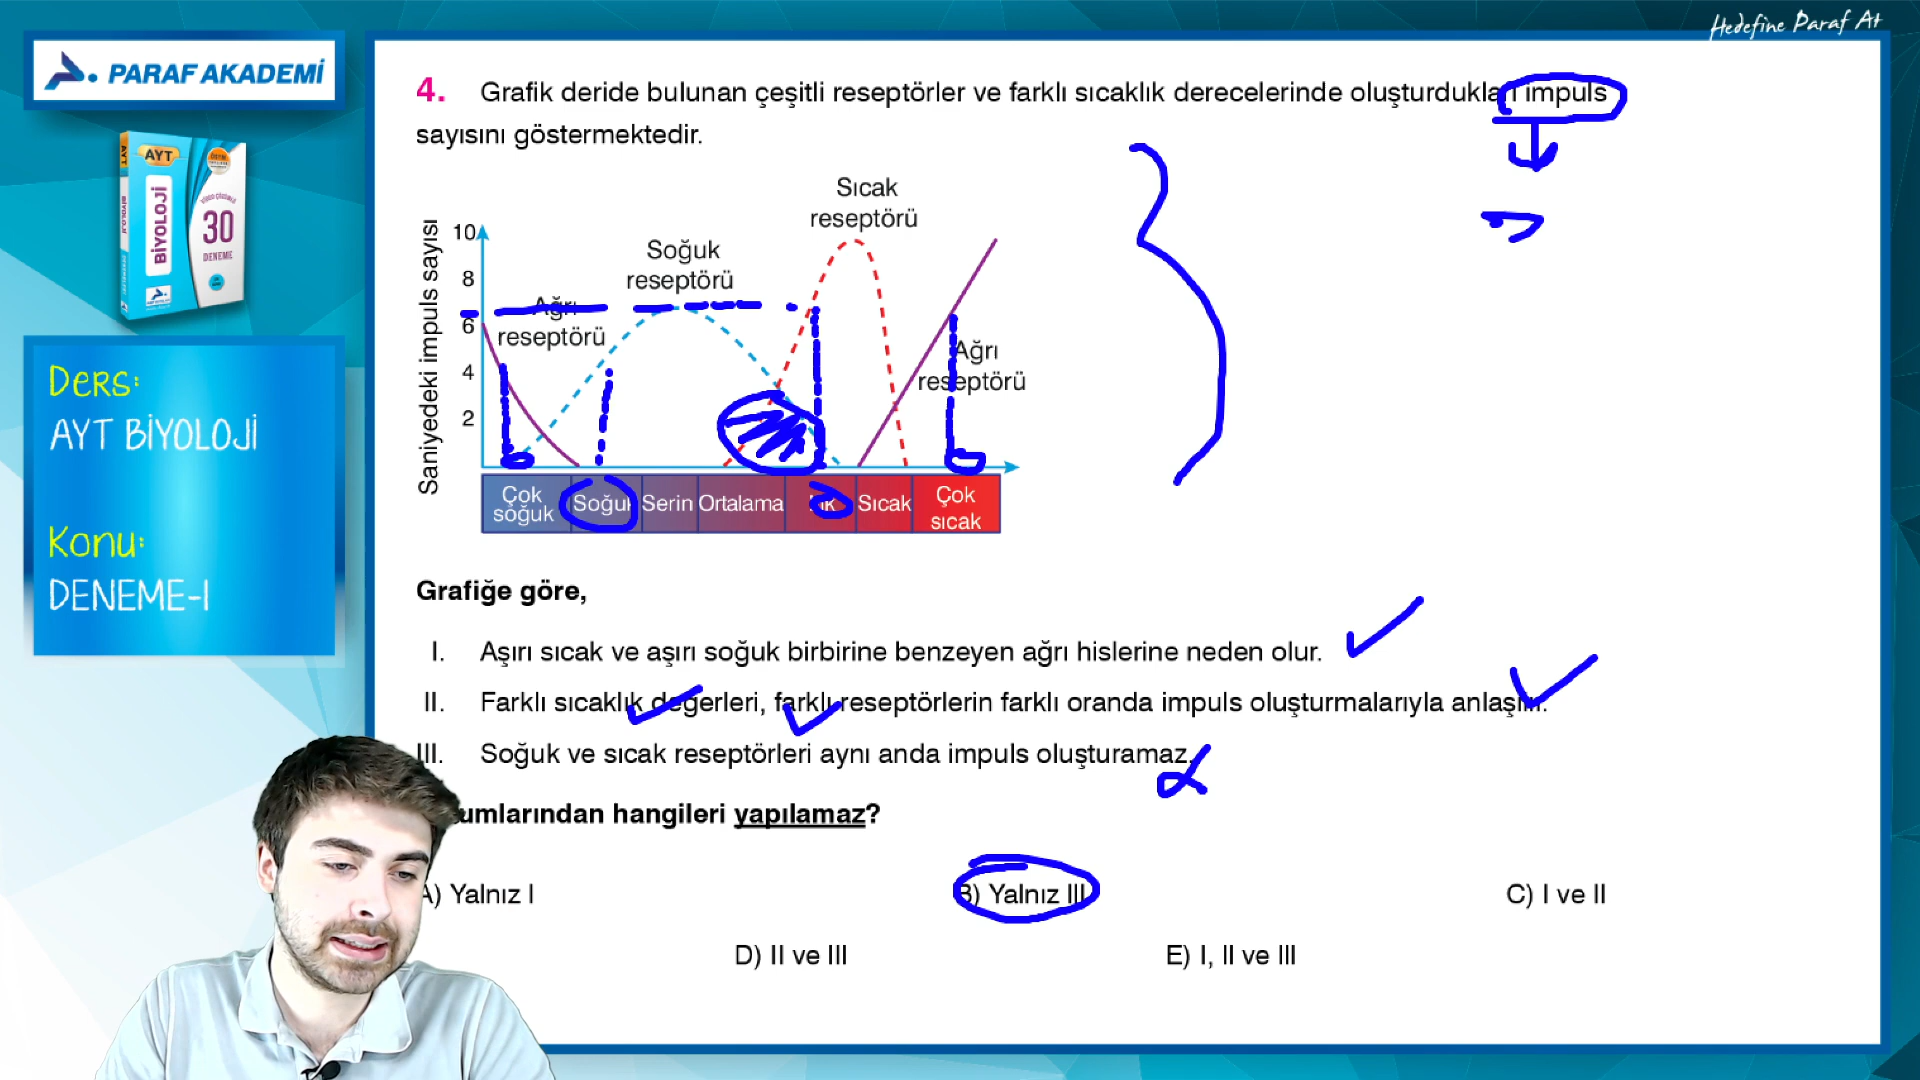 Hedefine Paraf At
PARAF AKADEMİ
AYT
AYT
BİYOLOJİ
30
DENEME
Ders:
AYT BİYOLOJİ
Konu:
DENEME-I
4. Grafik deride bulunan çeşitli reseptörler ve farklı sıcaklık derecelerinde oluşturdukları impuls
sayısını göstermektedir.
Saniyedeki impuls sayısı
10
8
6
4
2
Ağrı
reseptörü
Soğuk
reseptörü
Sıcak
reseptörü
Ağrı
reseptörü
Çok
soğuk
Soğuk
Serin
Ortalama
Sıcak
Çok
sıcak
Grafiğe göre,
I. Aşırı sıcak ve aşırı soğuk birbirine benzeyen ağrı hislerine neden olur.
II. Farklı sıcaklık değerleri, farklı reseptörlerin farklı oranda impuls oluşturmalarıyla anlaşılır.
III. Soğuk ve sıcak reseptörleri aynı anda impuls oluşturamaz.
umlarından hangileri yapılamaz?
A) Yalnız I
B) Yalnız III
C) I ve II
D) II ve III
E) I, II ve III